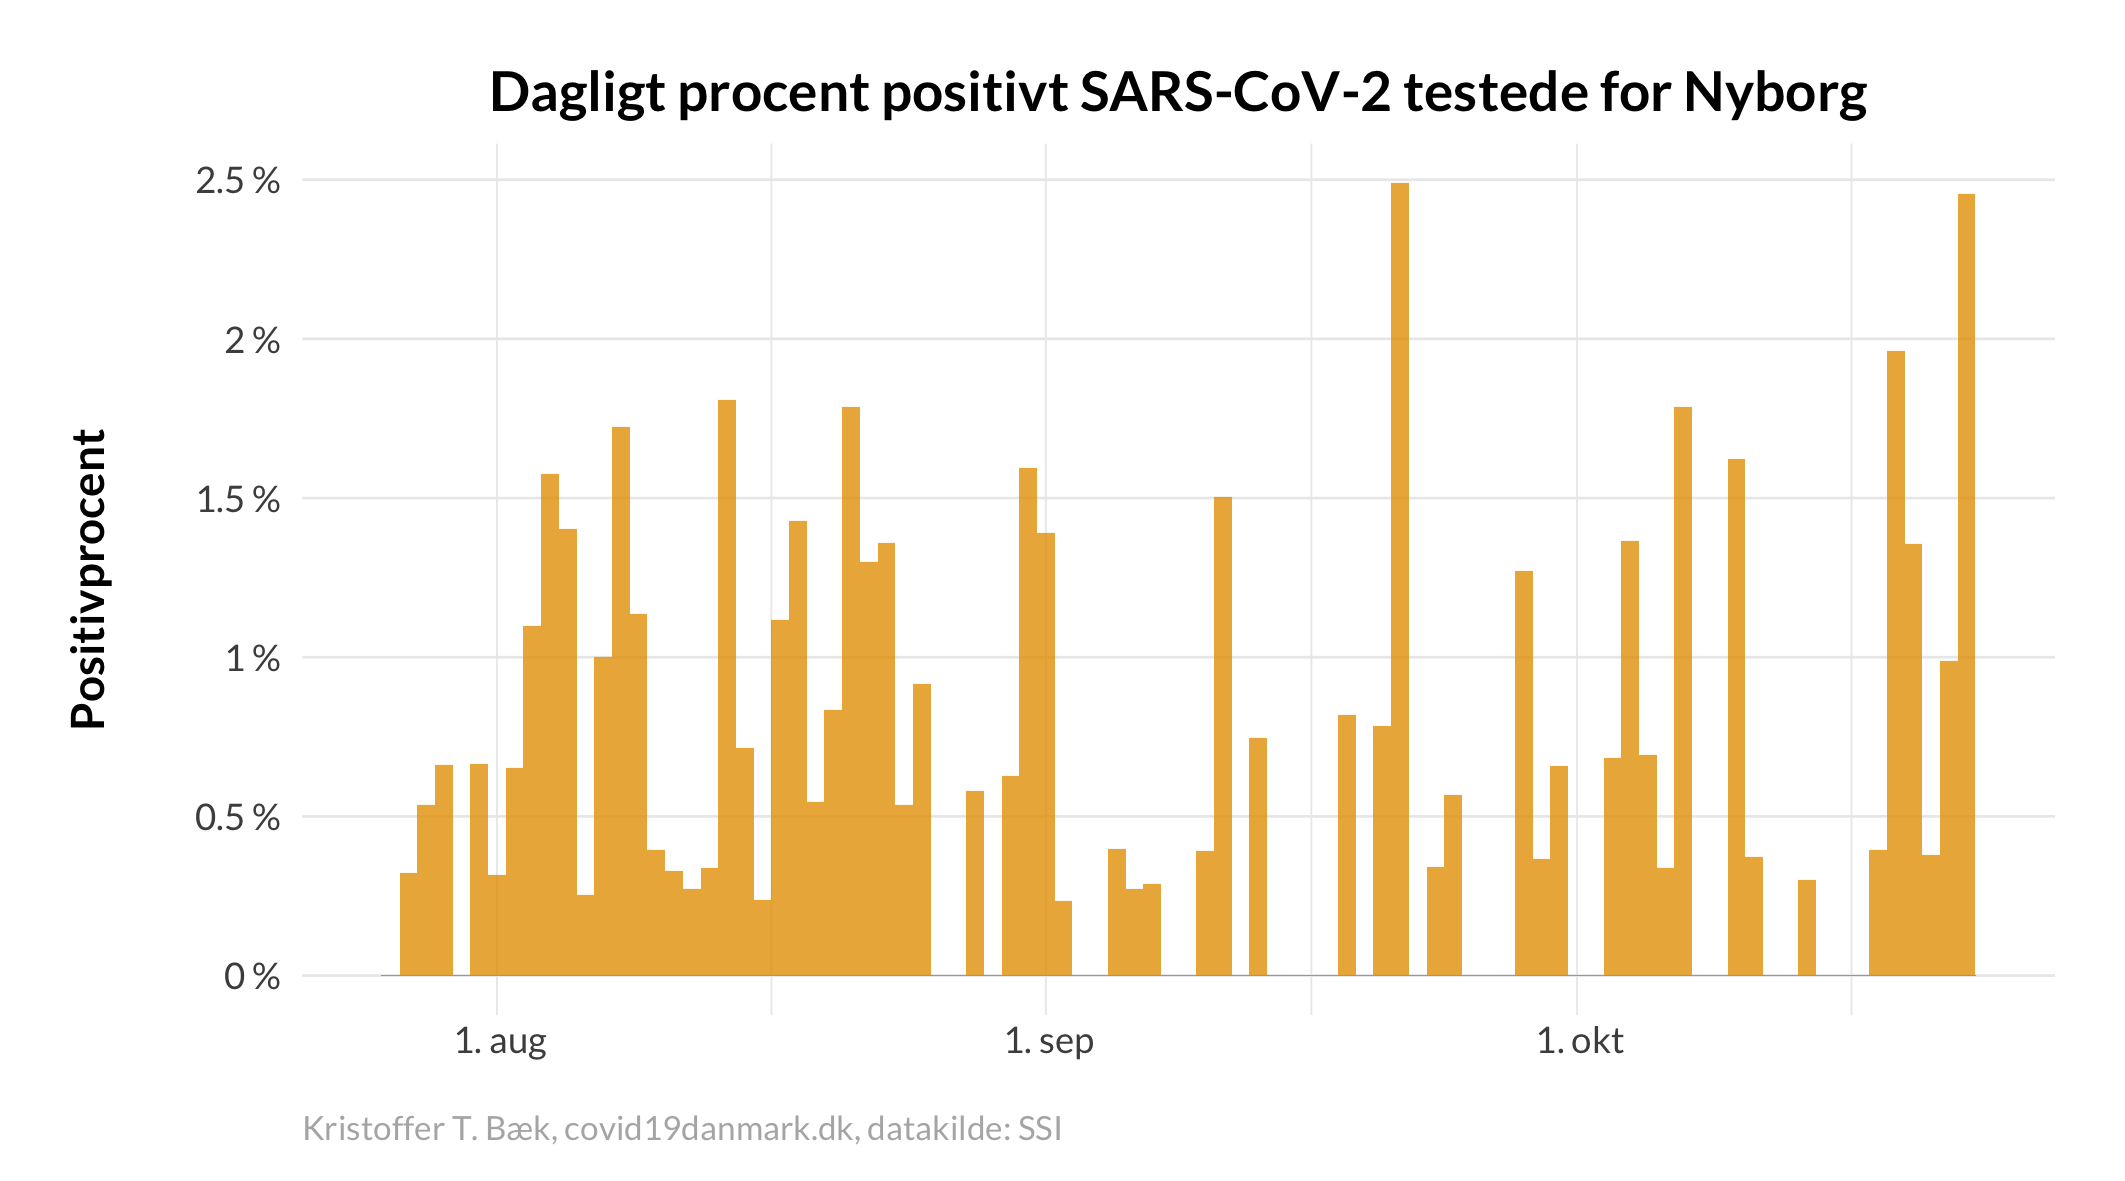 Dagligt procent positivt SARS-CoV-2 testede for Nyborg
Positivprocent
2.5 %
2 %
1.5 %
1 %
0.5 %
0 %
1. aug
1. sep
1. okt
Kristoffer T. Bæk, covid19danmark.dk, datakilde: SSI